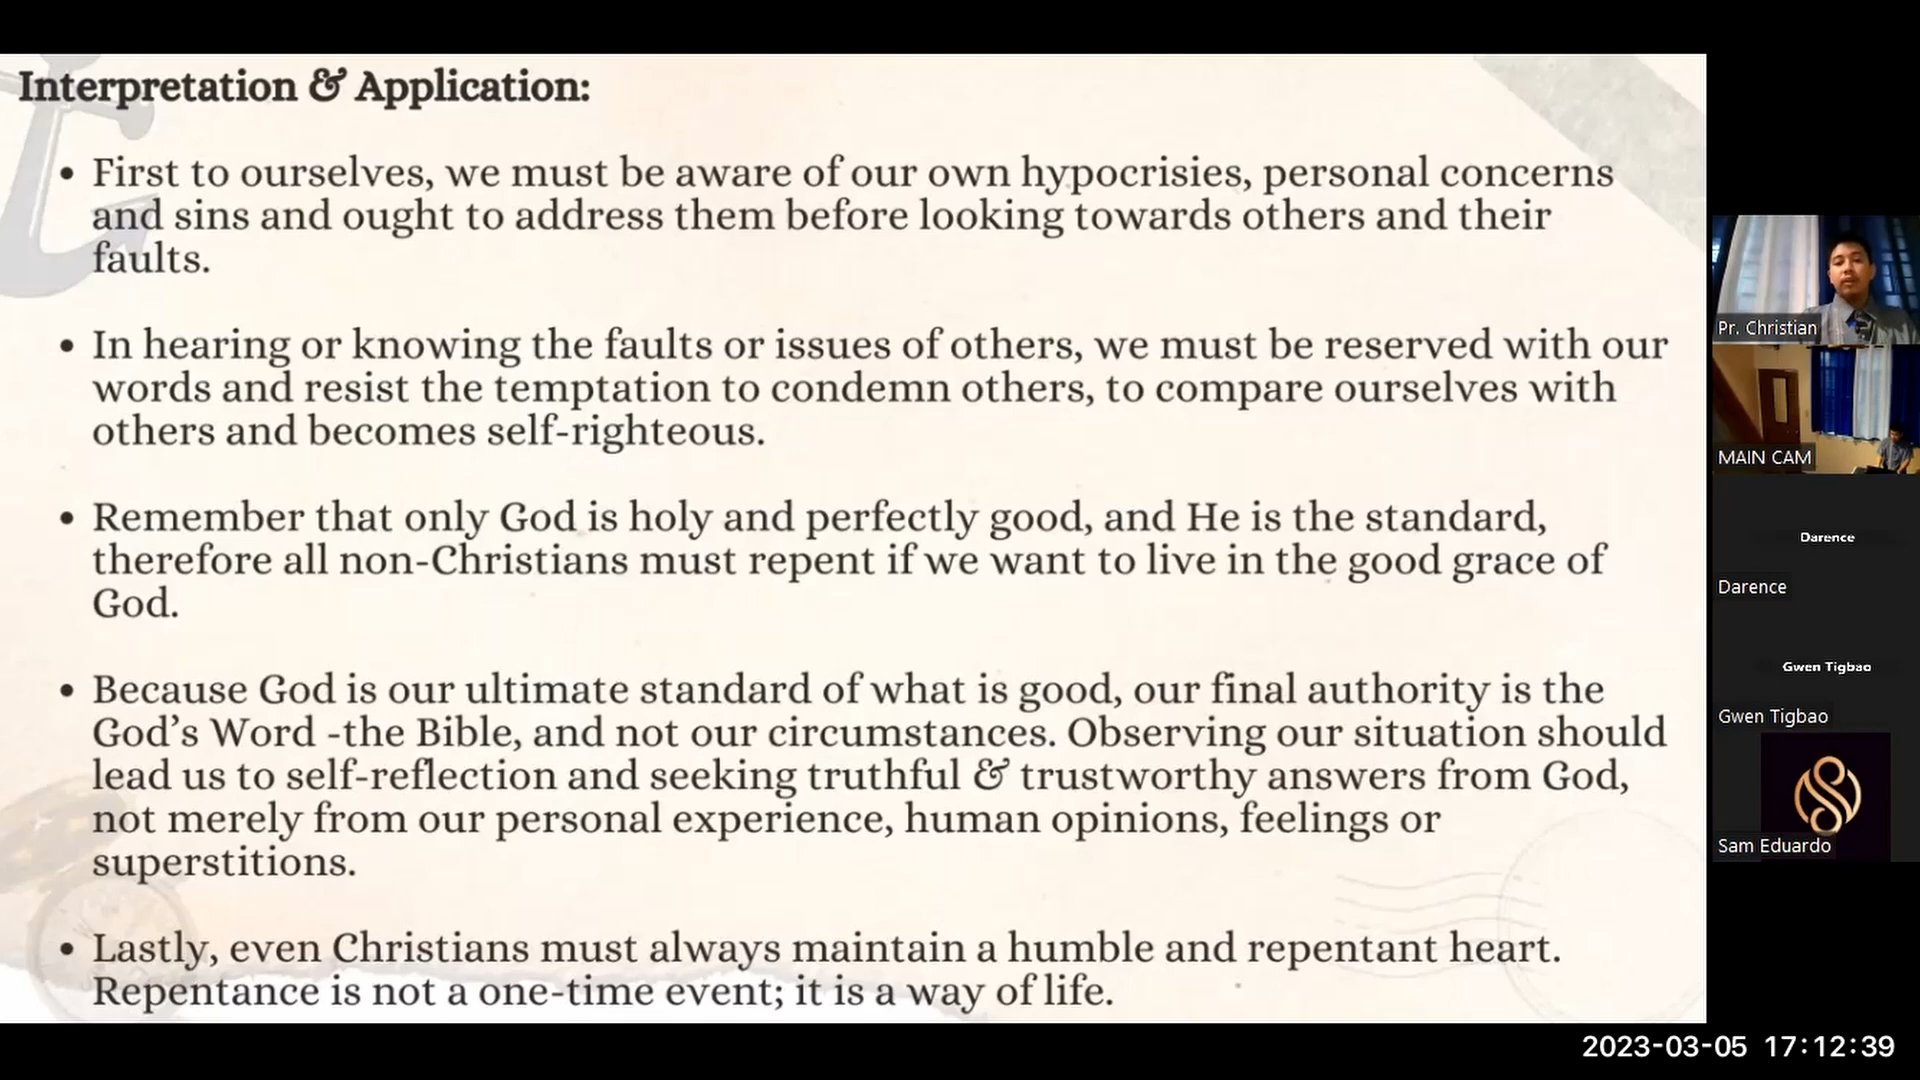 Interpretation & Application:
• First to ourselves, we must be aware of our own hypocrisies, personal concerns
and sins and ought to address them before looking towards others and their
faults.
• In hearing or knowing the faults or issues of others, we must be reserved with our
words and resist the temptation to condemn others, to compare ourselves with
others and becomes self-righteous.
• Remember that only God is holy and perfectly good, and He is the standard,
therefore all non-Christians must repent if we want to live in the good grace of
God.
• Because God is our ultimate standard of what is good, our final authority is the
God's Word -the Bible, and not our circumstances. Observing our situation should
lead us to self-reflection and seeking truthful & trustworthy answers from God,
not merely from our personal experience, human opinions, feelings or
superstitions.
• Lastly, even Christians must always maintain a humble and repentant heart.
Repentance is not a one-time event; it is a way of life.
Pr. Christian
MAIN CAM
Darence
Darence
Gwen Tigbao
Gwen Tigbao
Sam Eduardo
2023-03-05 17:12:39